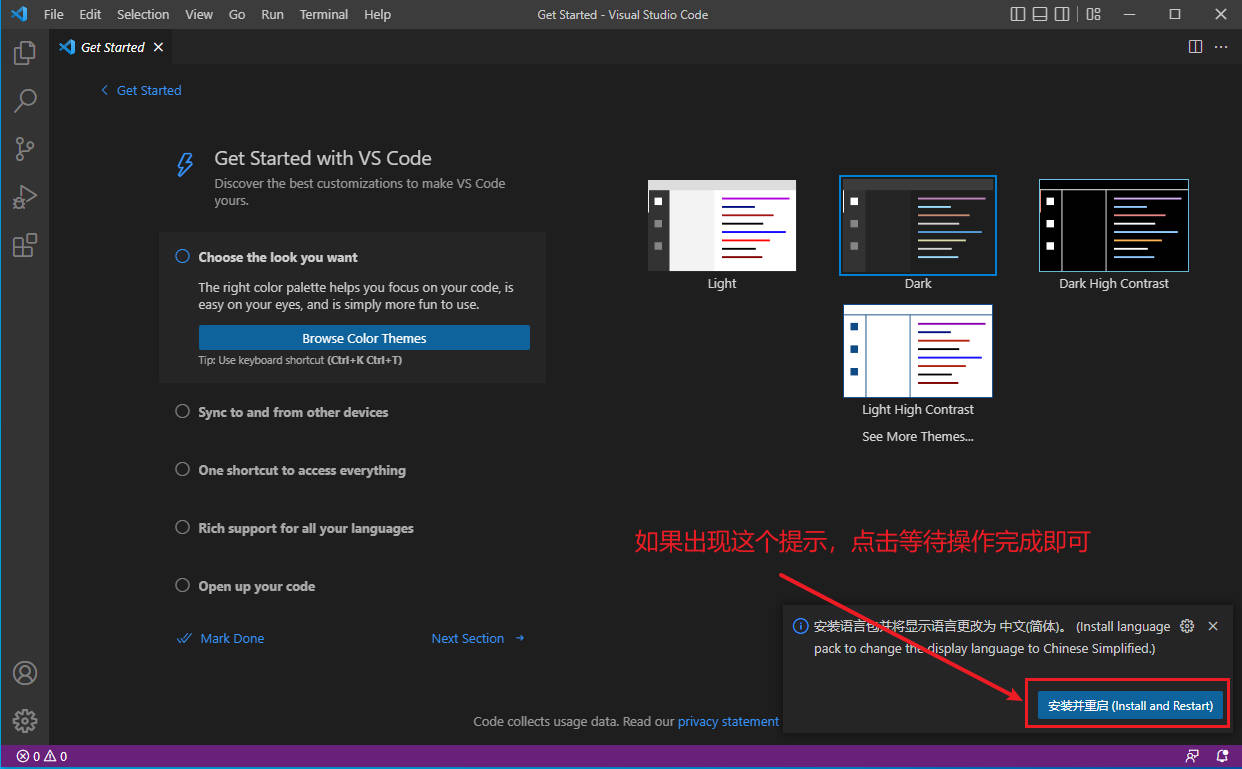 File Edit Selection View Go Run Terminal Help
Get Started - Visual Studio Code
Get Started
Get Started
Get Started with VS Code
Discover the best customizations to make VS Code
yours.
Choose the look you want
The right color palette helps you focus on your code, is
easy on your eyes, and is simply more fun to use.
Browse Color Themes
Tip: Use keyboard shortcut (Ctrl+K Ctrl+T)
Sync to and from other devices
One shortcut to access everything
Rich support for all your languages
Open up your code
Mark Done
Next Section
Light
Dark
Dark High Contrast
Light High Contrast
See More Themes...
如果出现这个提示，点击等待操作完成即可
安装语言包并将显示语言更改为 中文(简体)。 (Install language
pack to change the display language to Chinese Simplified.)
安装并重启 (Install and Restart)
Code collects usage data. Read our privacy statement
0 0